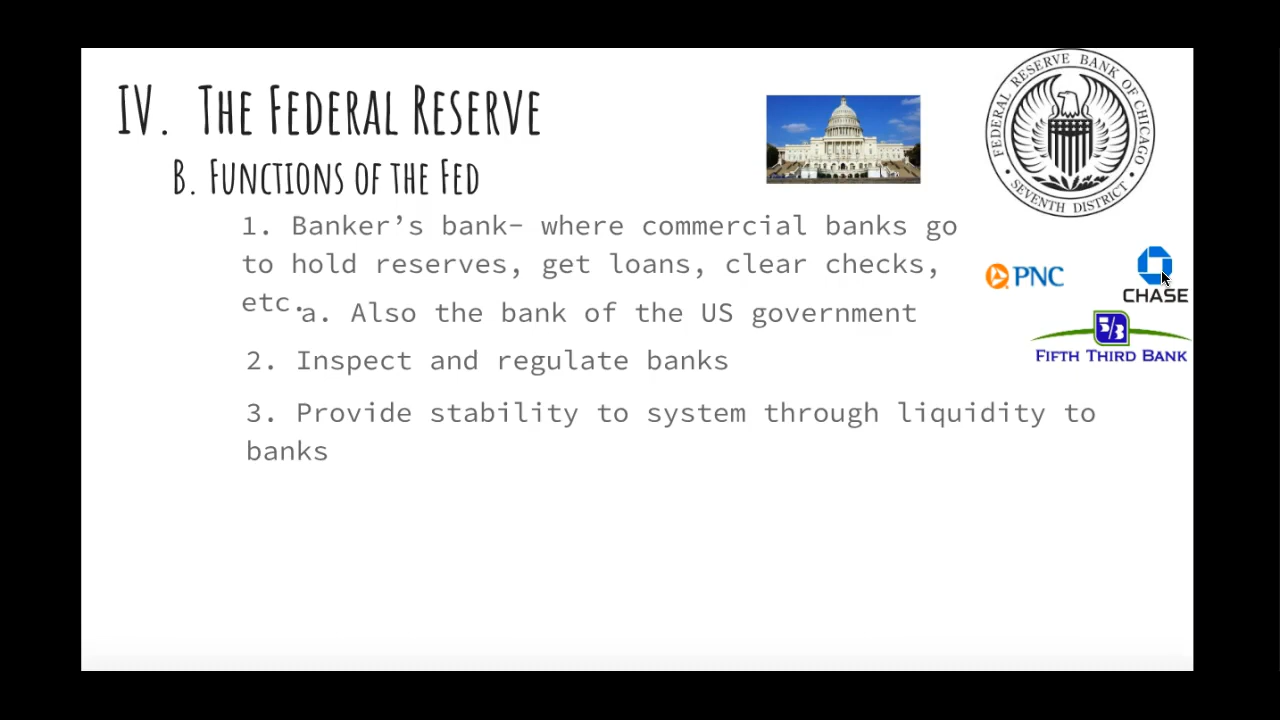 IV. The Federal Reserve
B. Functions of the Fed
1. Banker's bank- where commercial banks go
to hold reserves, get loans, clear checks,
etc.
a. Also the bank of the US government
2. Inspect and regulate banks
3. Provide stability to system through liquidity to
banks
FEDERAL RESERVE BANK OF CHICAGO
• SEVENTH DISTRICT •
PNC
CHASE
5/3
FIFTH THIRD BANK